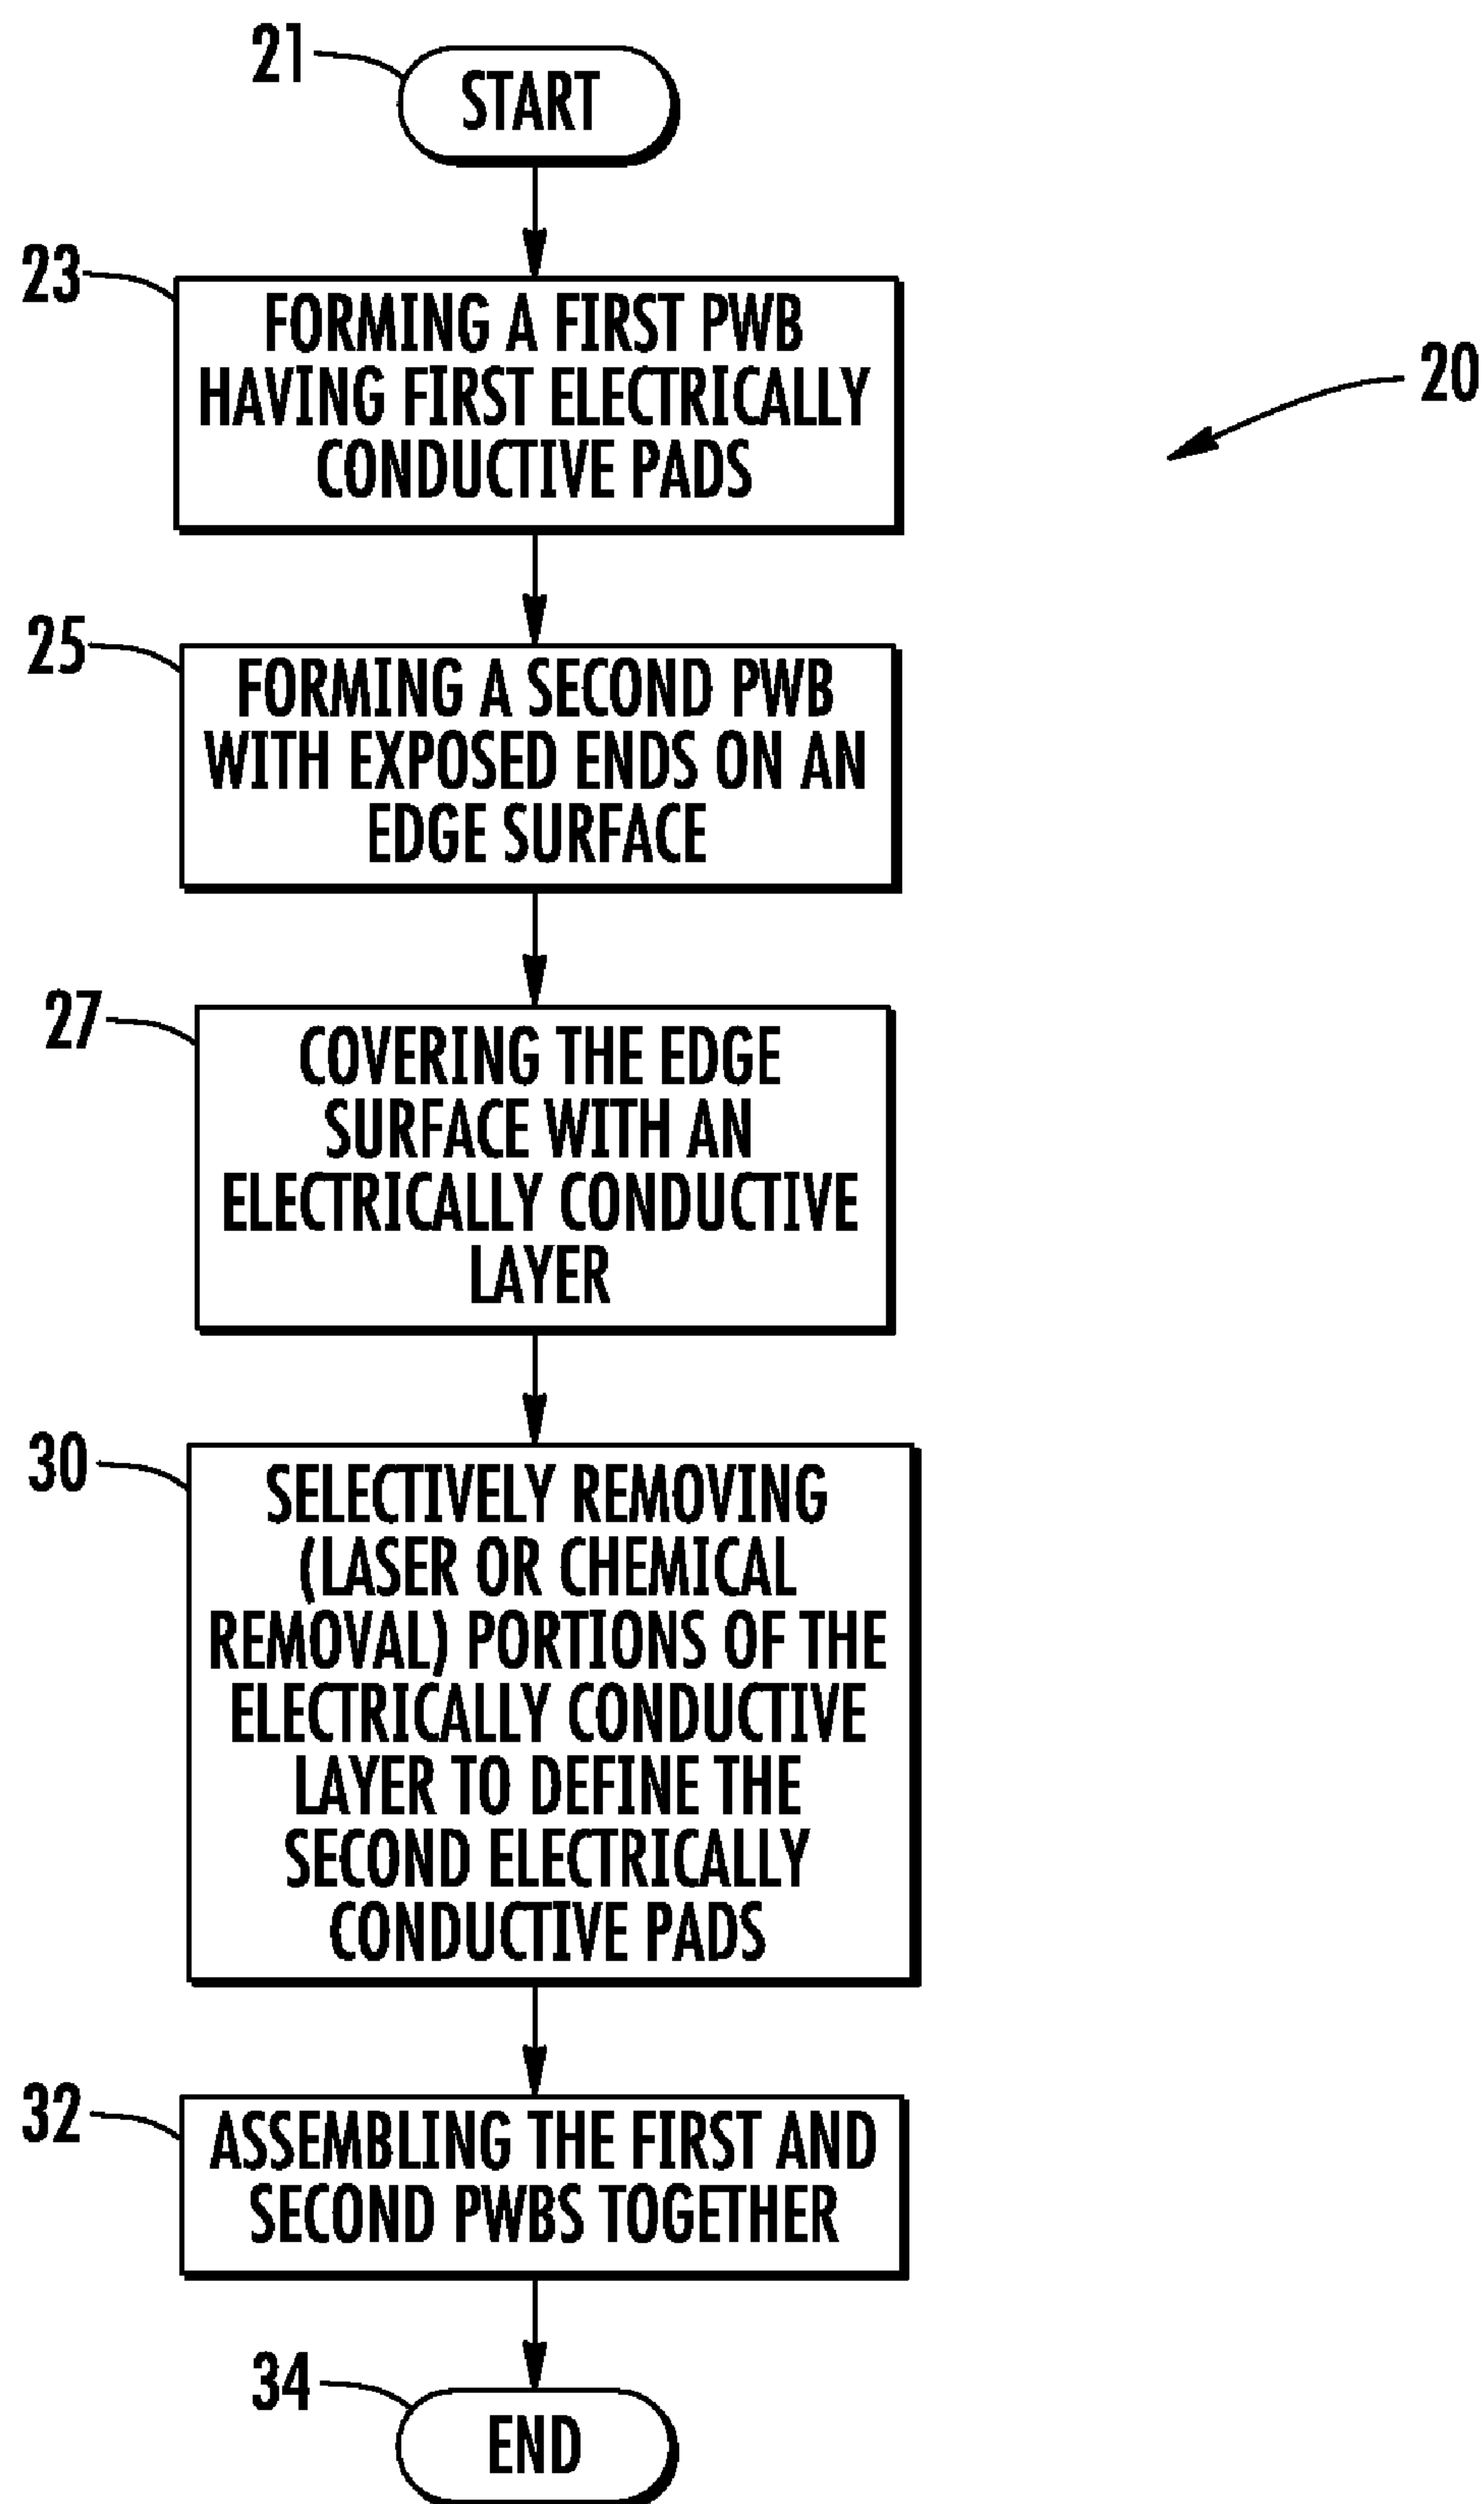 21
START
23
FORMING A FIRST PWB
HAVING FIRST ELECTRICALLY
CONDUCTIVE PADS
20
25
FORMING A SECOND PWB
WITH EXPOSED ENDS ON AN
EDGE SURFACE
27
COVERING THE EDGE
SURFACE WITH AN
ELECTRICALLY CONDUCTIVE
LAYER
30
SELECTIVELY REMOVING
(LASER OR CHEMICAL
REMOVAL) PORTIONS OF THE
ELECTRICALLY CONDUCTIVE
LAYER TO DEFINE THE
SECOND ELECTRICALLY
CONDUCTIVE PADS
32
ASSEMBLING THE FIRST AND
SECOND PWBS TOGETHER
34
END